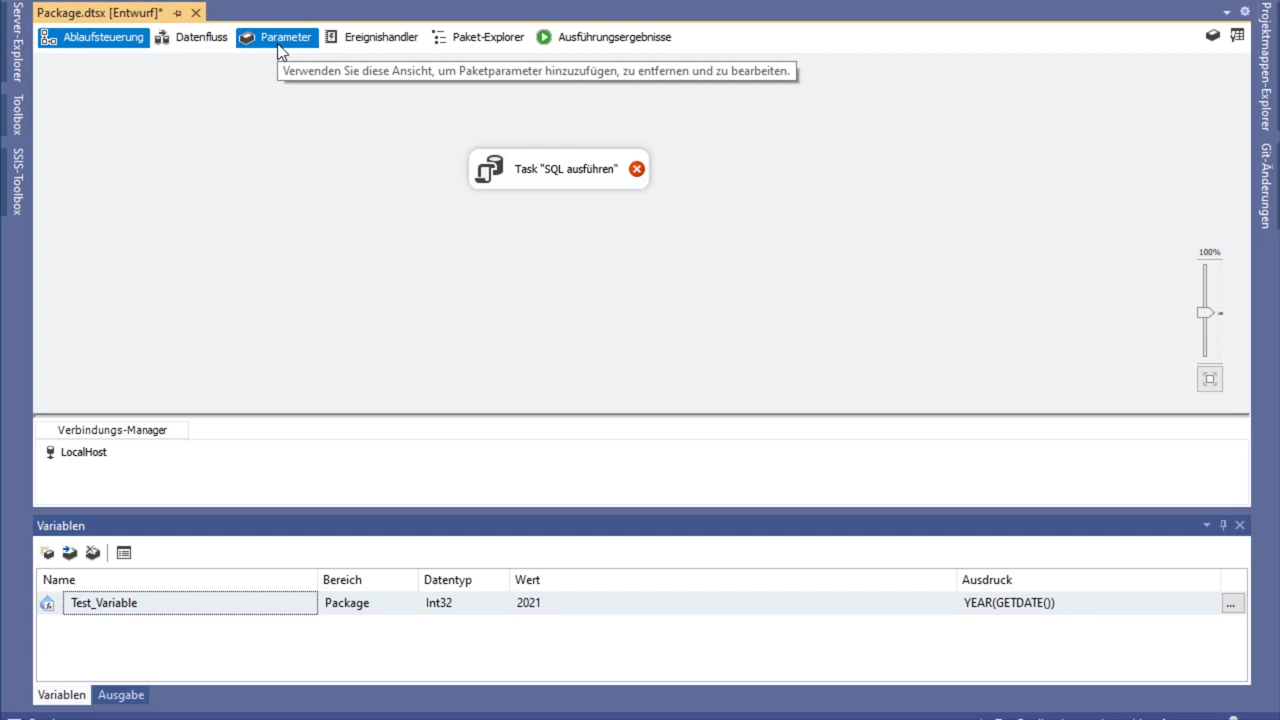 Package.dtsx [Entwurf]*
Ablaufsteuerung Datenfluss Parameter Ereignishandler Paket-Explorer Ausführungsergebnisse
Verwenden Sie diese Ansicht, um Paketparameter hinzuzufügen, zu entfernen und zu bearbeiten.
Server-Explorer
Toolbox
SSIS-Toolbox
Projektmappen-Explorer
Git-Änderungen
Task "SQL ausführen"
100%
Verbindungs-Manager
LocalHost
Variablen
Name Bereich Datentyp Wert Ausdruck
Test_Variable Package Int32 2021 YEAR(GETDATE()) ...
Variablen Ausgabe